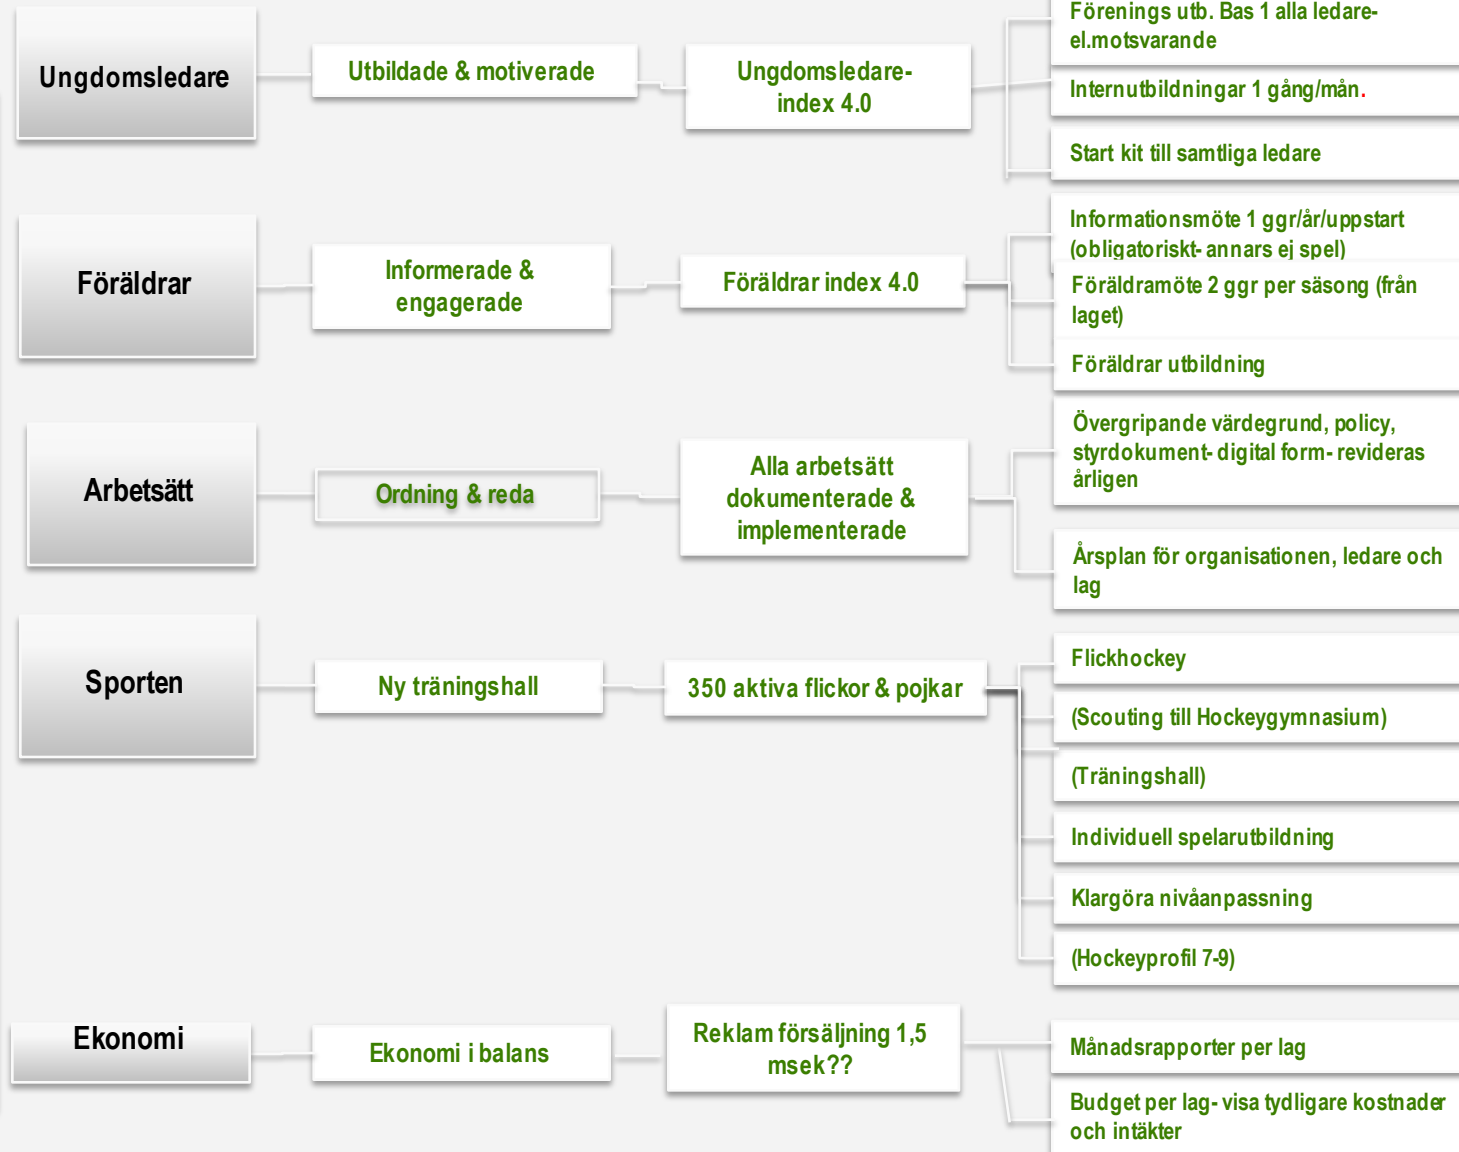 Ungdomsledare
Utbildade & motiverade
Ungdomsledare-
index 4.0
Förenings utb. Bas 1 alla ledare-
el.motsvarande
Internutbildningar 1 gång/mån.
Start kit till samtliga ledare
Föräldrar
Informerade &
engagerade
Föräldrar index 4.0
Informationsmöte 1 ggr/år/uppstart
(obligatoriskt- annars ej spel)
Föräldramöte 2 ggr per säsong (från
laget)
Föräldrar utbildning
Arbetsätt
Ordning & reda
Alla arbetsätt
dokumenterade &
implementerade
Övergripande värdegrund, policy,
styrdokument- digital form- revideras
årligen
Årsplan för organisationen, ledare och
lag
Sporten
Ny träningshall
350 aktiva flickor & pojkar
Flickhockey
(Scouting till Hockeygymnasium)
(Träningshall)
Individuell spelarutbildning
Klargöra nivåanpassning
(Hockeyprofil 7-9)
Ekonomi
Ekonomi i balans
Reklam försäljning 1,5
msek??
Månadsrapporter per lag
Budget per lag- visa tydligare kostnader
och intäkter